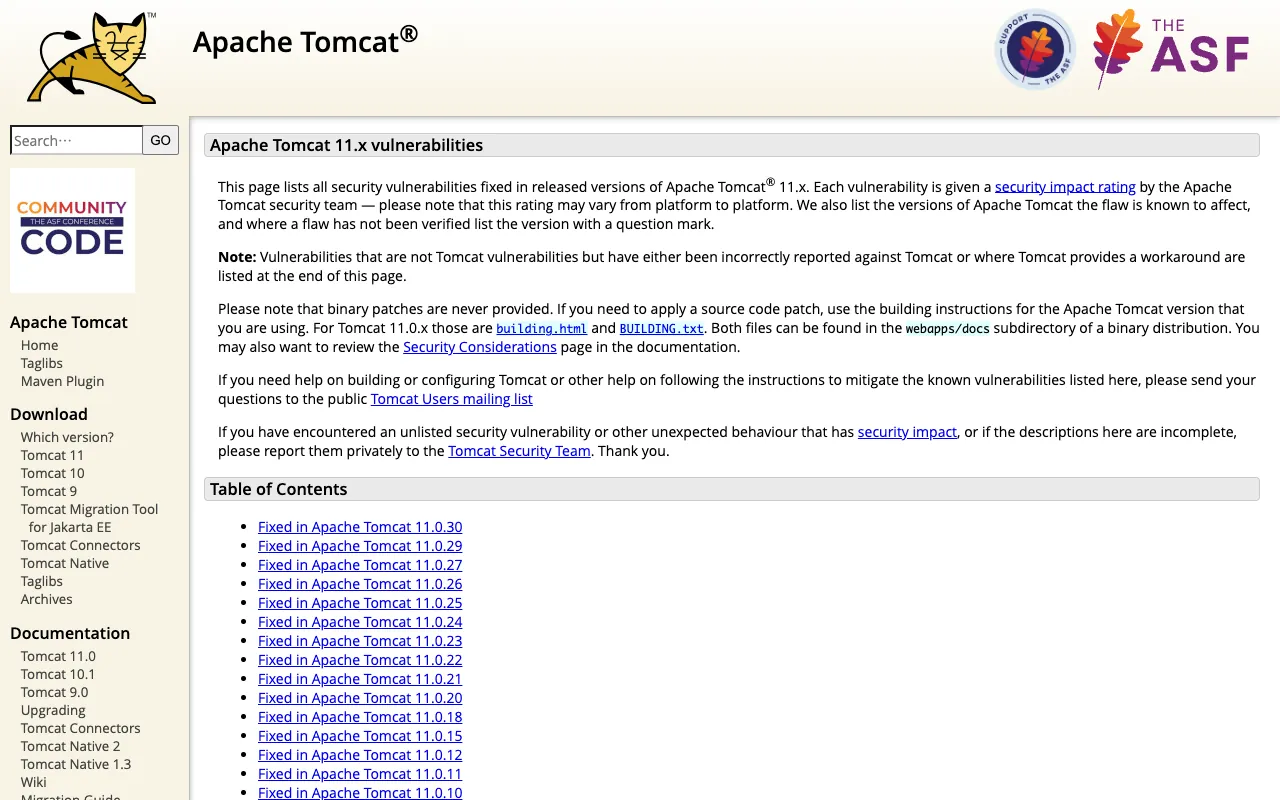 TM
Apache Tomcat®
SUPPORT
THE ASF
THE
ASF
Search…
GO
COMMUNITY
THE ASF CONFERENCE
CODE
Apache Tomcat
Home
Taglibs
Maven Plugin
Download
Which version?
Tomcat 11
Tomcat 10
Tomcat 9
Tomcat Migration Tool
for Jakarta EE
Tomcat Connectors
Tomcat Native
Taglibs
Archives
Documentation
Tomcat 11.0
Tomcat 10.1
Tomcat 9.0
Upgrading
Tomcat Connectors
Tomcat Native 2
Tomcat Native 1.3
Wiki
Migration Guide
Apache Tomcat 11.x vulnerabilities
This page lists all security vulnerabilities fixed in released versions of Apache Tomcat® 11.x. Each vulnerability is given a security impact rating by the Apache
Tomcat security team — please note that this rating may vary from platform to platform. We also list the versions of Apache Tomcat the flaw is known to affect,
and where a flaw has not been verified list the version with a question mark.
Note: Vulnerabilities that are not Tomcat vulnerabilities but have either been incorrectly reported against Tomcat or where Tomcat provides a workaround are
listed at the end of this page.
Please note that binary patches are never provided. If you need to apply a source code patch, use the building instructions for the Apache Tomcat version that
you are using. For Tomcat 11.0.x those are building.html and BUILDING.txt. Both files can be found in the webapps/docs subdirectory of a binary distribution. You
may also want to review the Security Considerations page in the documentation.
If you need help on building or configuring Tomcat or other help on following the instructions to mitigate the known vulnerabilities listed here, please send your
questions to the public Tomcat Users mailing list
If you have encountered an unlisted security vulnerability or other unexpected behaviour that has security impact, or if the descriptions here are incomplete,
please report them privately to the Tomcat Security Team. Thank you.
Table of Contents
Fixed in Apache Tomcat 11.0.30
Fixed in Apache Tomcat 11.0.29
Fixed in Apache Tomcat 11.0.27
Fixed in Apache Tomcat 11.0.26
Fixed in Apache Tomcat 11.0.25
Fixed in Apache Tomcat 11.0.24
Fixed in Apache Tomcat 11.0.23
Fixed in Apache Tomcat 11.0.22
Fixed in Apache Tomcat 11.0.21
Fixed in Apache Tomcat 11.0.20
Fixed in Apache Tomcat 11.0.18
Fixed in Apache Tomcat 11.0.15
Fixed in Apache Tomcat 11.0.12
Fixed in Apache Tomcat 11.0.11
Fixed in Apache Tomcat 11.0.10